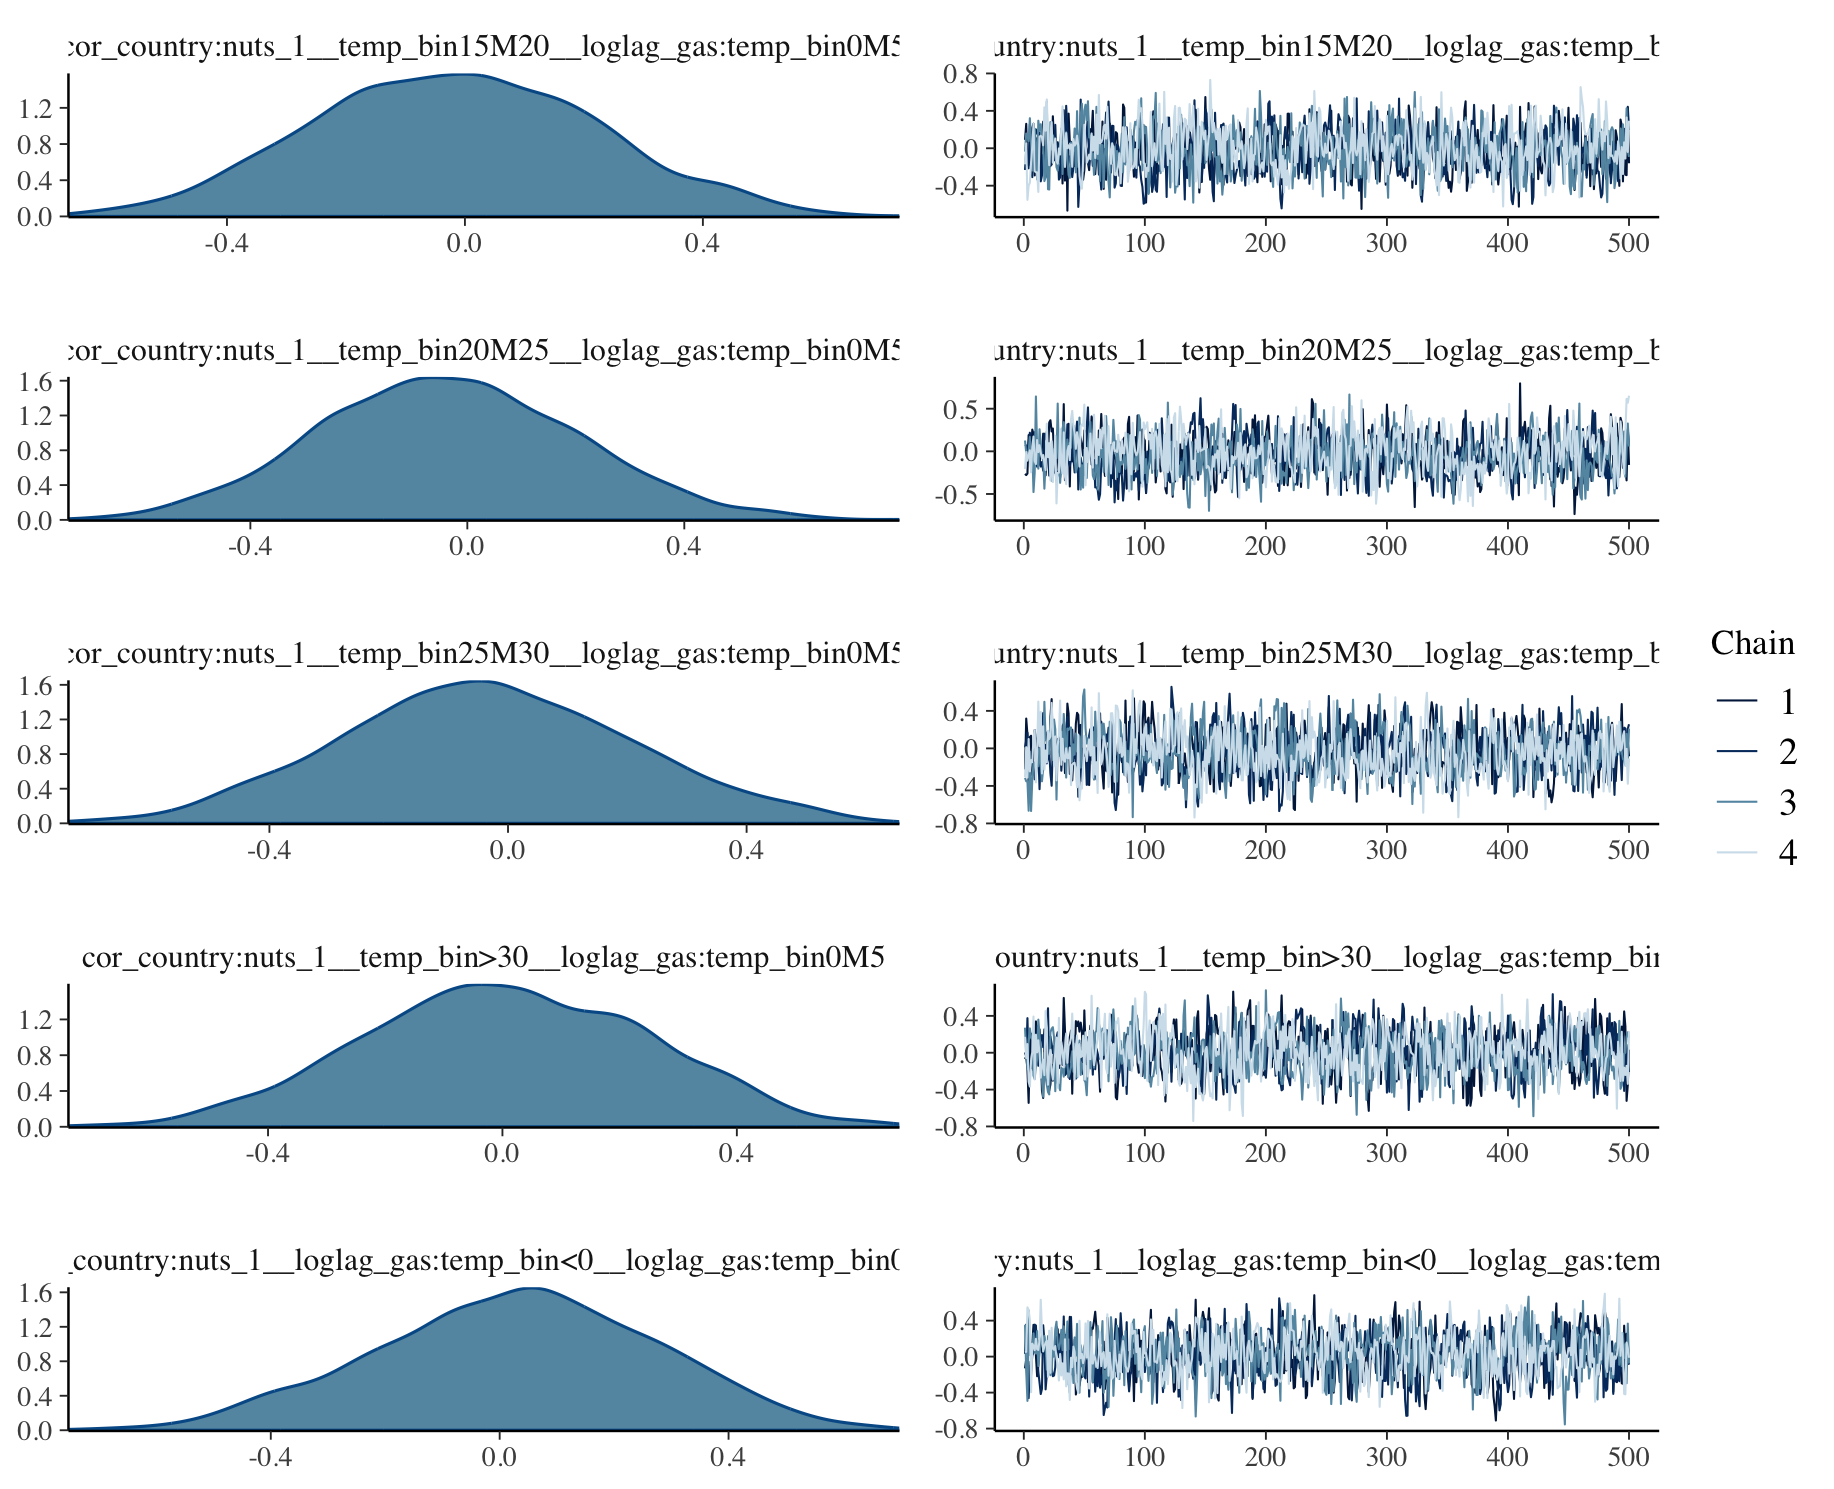 cor_country:nuts_1__temp_bin15M20__loglag_gas:temp_bin0M5
untry:nuts_1__temp_bin15M20__loglag_gas:temp_b
1.2
0.8
0.4
0.0
-0.4 0.0 0.4
0.8
0.4
0.0
-0.4
0 100 200 300 400 500
cor_country:nuts_1__temp_bin20M25__loglag_gas:temp_bin0M5
untry:nuts_1__temp_bin20M25__loglag_gas:temp_b
1.6
1.2
0.8
0.4
0.0
-0.4 0.0 0.4
0.5
0.0
-0.5
0 100 200 300 400 500
cor_country:nuts_1__temp_bin25M30__loglag_gas:temp_bin0M5
untry:nuts_1__temp_bin25M30__loglag_gas:temp_b
1.6
1.2
0.8
0.4
0.0
-0.4 0.0 0.4
0.4
0.0
-0.4
-0.8
0 100 200 300 400 500
Chain
1
2
3
4
cor_country:nuts_1__temp_bin>30__loglag_gas:temp_bin0M5
ountry:nuts_1__temp_bin>30__loglag_gas:temp_bin
1.2
0.8
0.4
0.0
-0.4 0.0 0.4
0.4
0.0
-0.4
-0.8
0 100 200 300 400 500
_country:nuts_1__loglag_gas:temp_bin<0__loglag_gas:temp_bin0
ry:nuts_1__loglag_gas:temp_bin<0__loglag_gas:tem
1.6
1.2
0.8
0.4
0.0
-0.4 0.0 0.4
0.4
0.0
-0.4
-0.8
0 100 200 300 400 500